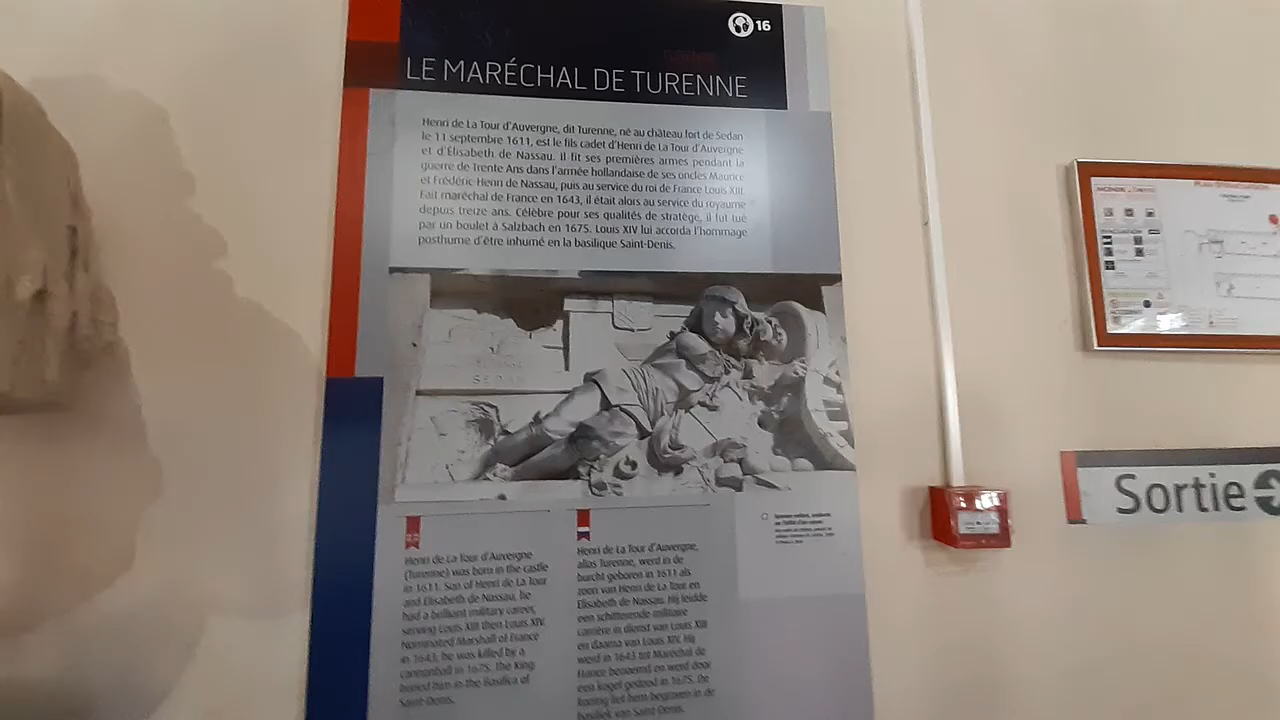 16
LE MARÉCHAL DE TURENNE
Henri de La Tour d'Auvergne, dit Turenne, né au château fort de Sedan
le 11 septembre 1611, est le fils cadet d'Henri de La Tour d'Auvergne
et d'Élisabeth de Nassau. Il fit ses premières armes pendant la
guerre de Trente Ans dans l'armée hollandaise de ses oncles Maurice
et Frédéric Henri de Nassau, puis au service du roi de France Louis XIII.
Fait maréchal de France en 1643, il était alors au service du royaume
depuis treize ans. Célèbre pour ses qualités de stratège, il fut tué
par un boulet à Salzbach en 1675. Louis XIV lui accorda l'hommage
posthume d'être inhumé en la basilique Saint-Denis.
SEDAN
Henri de La Tour d'Auvergne
(Turenne) was born in the castle
in 1611. Son of Henri de La Tour
and Elisabeth de Nassau, he
had a brilliant military career,
serving Louis XIII then Louis XIV.
Nominated Marshall of France
in 1643, he was killed by a
cannonball in 1675. The King
buried him in the Basilica of
Saint-Denis.
Henri de La Tour d'Auvergne,
alias Turenne, werd in de
burcht geboren in 1611 als
zoon van Henri de La Tour en
Elisabeth de Nassau. Hij leidde
een schitterende militaire
carrière in dienst van Louis XIII
en daarna van Louis XIV. Hij
werd in 1643 tot Maréchal de
France benoemd en werd door
een kogel gedood in 1675. De
koning liet hem begraven in de
basiliek van Saint-Denis.
Sortie